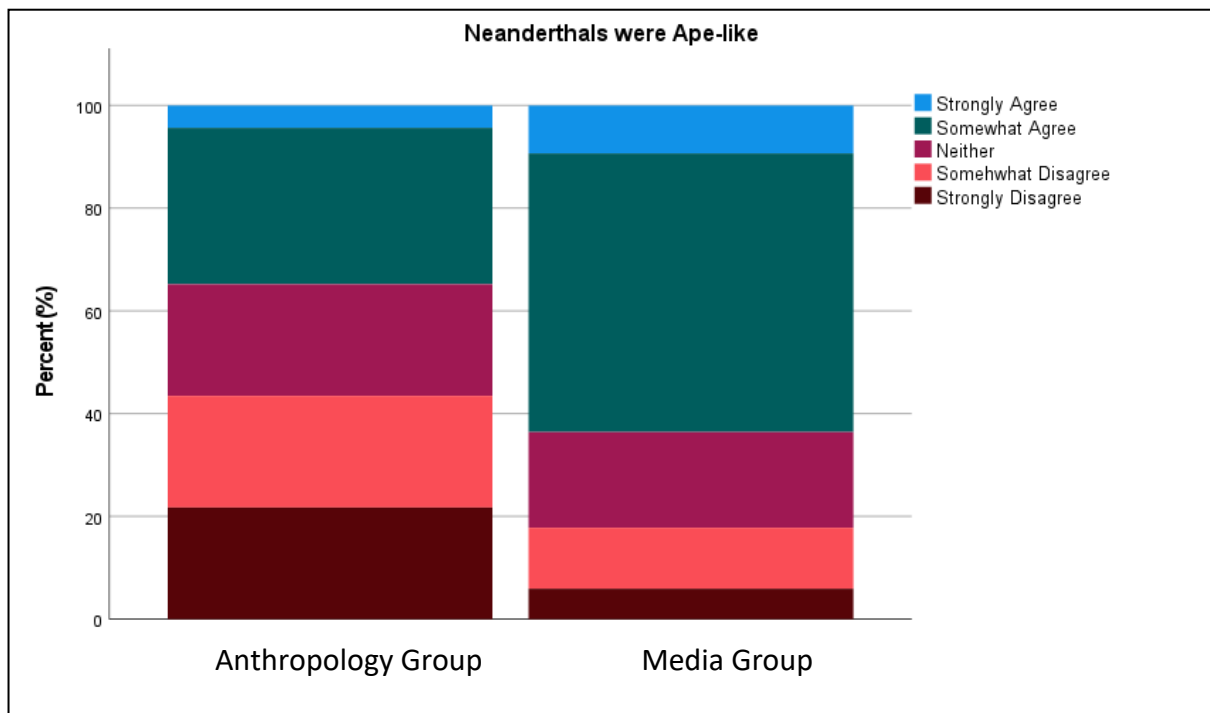 Neanderthals were Ape-like
100
80
60
40
20
0
Percent (%)
Strongly Agree
Somewhat Agree
Neither
Somehwhat Disagree
Strongly Disagree
Anthropology Group
Media Group